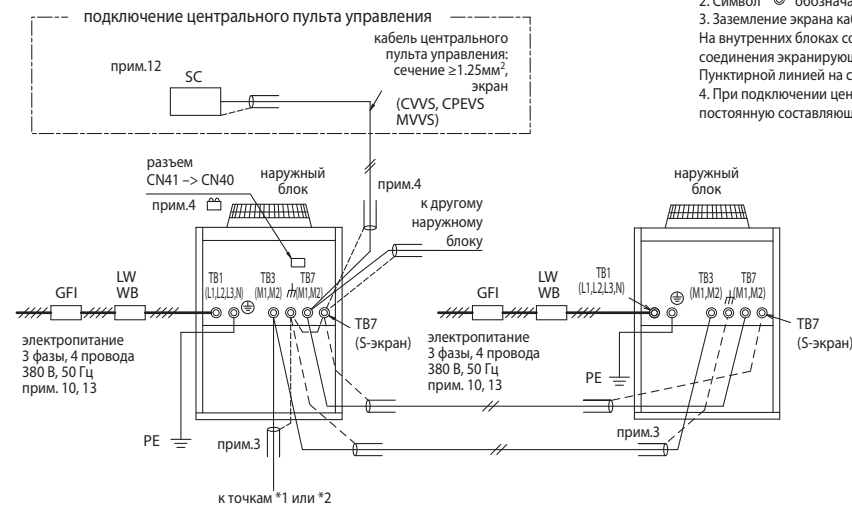 подключение центрального пульта управления
кабель центрального
пульта управления:
сечение ≥1.25мм²,
экран
(CVVS, CPEVS
MVVS)
прим.12
SC
2. Символ "◎" обознача
3. Заземление экрана каб
На внутренних блоках со
соединения экранирующ
Пунктирной линией на с
4. При подключении цен
постоянную составляющ
разъем
CN41 –> CN40
прим.4
наружный
блок
прим.4
к другому
наружному
блоку
GFI
LW
WB
TB1
(L1,L2,L3,N)
TB3
(M1,M2)
TB7
(M1,M2)
TB7
(S-экран)
электропитание
3 фазы, 4 провода
380 В, 50 Гц
прим. 10, 13
PE
прим.3
к точкам *1 или *2
наружный
блок
GFI
LW
WB
TB1
(L1,L2,L3,N)
TB3
(M1,M2)
TB7
(M1,M2)
TB7
(S-экран)
электропитание
3 фазы, 4 провода
380 В, 50 Гц
прим. 10, 13
PE
прим.3